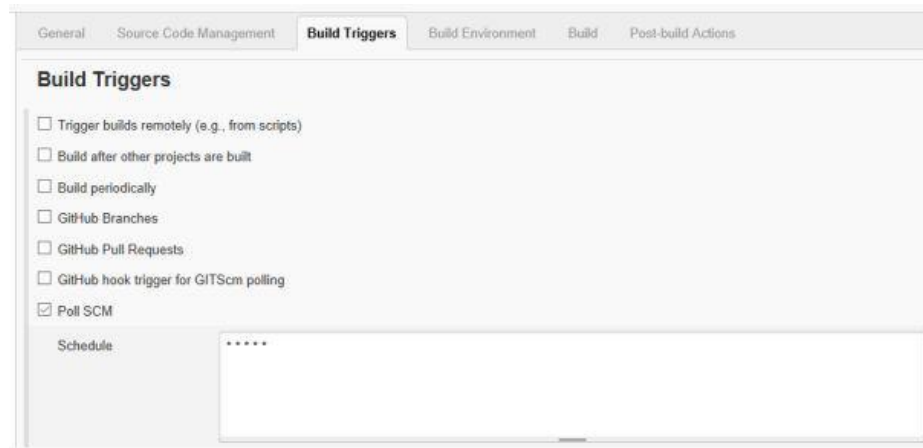 General Source Code Management Build Triggers Build Environment Build Post-build Actions
Build Triggers
Trigger builds remotely (e.g., from scripts)
Build after other projects are built
Build periodically
GitHub Branches
GitHub Pull Requests
GitHub hook trigger for GITScm polling
Poll SCM
Schedule * * * * *